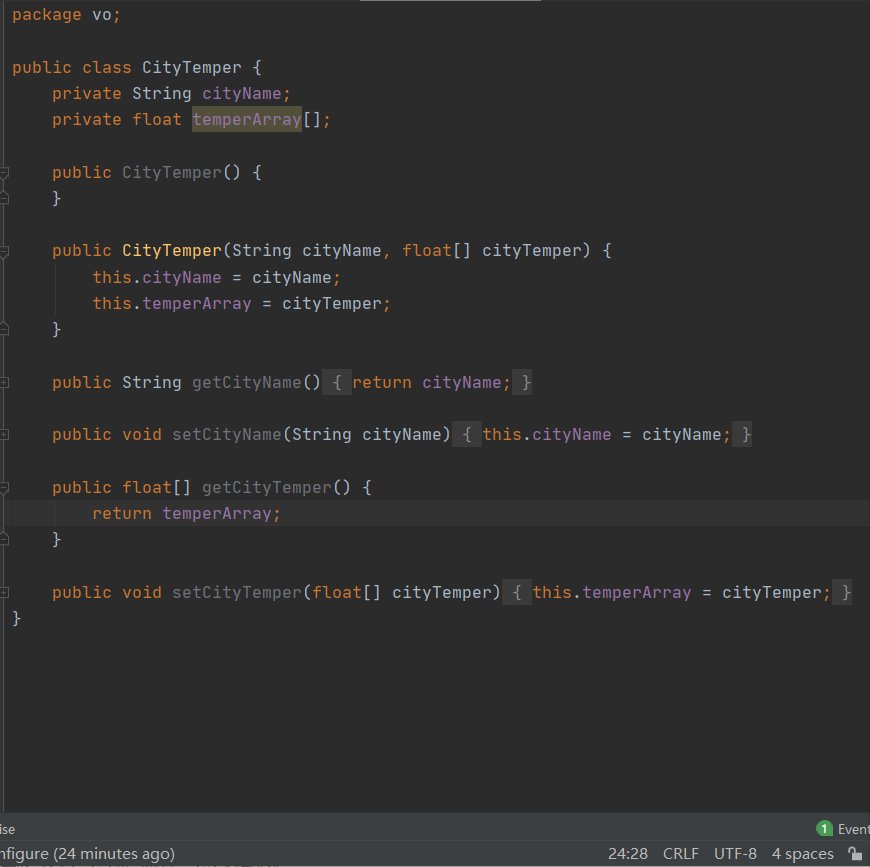 package vo;
public class CityTemper {
    private String cityName;
    private float temperArray[];
    public CityTemper() {
    }
    public CityTemper(String cityName, float[] cityTemper) {
        this.cityName = cityName;
        this.temperArray = cityTemper;
    }
    public String getCityName() { return cityName; }
    public void setCityName(String cityName) { this.cityName = cityName; }
    public float[] getCityTemper() {
        return temperArray;
    }
    public void setCityTemper(float[] cityTemper) { this.temperArray = cityTemper; }
}
ise 1 Event
nfigure (24 minutes ago) 24:28 CRLF UTF-8 4 spaces